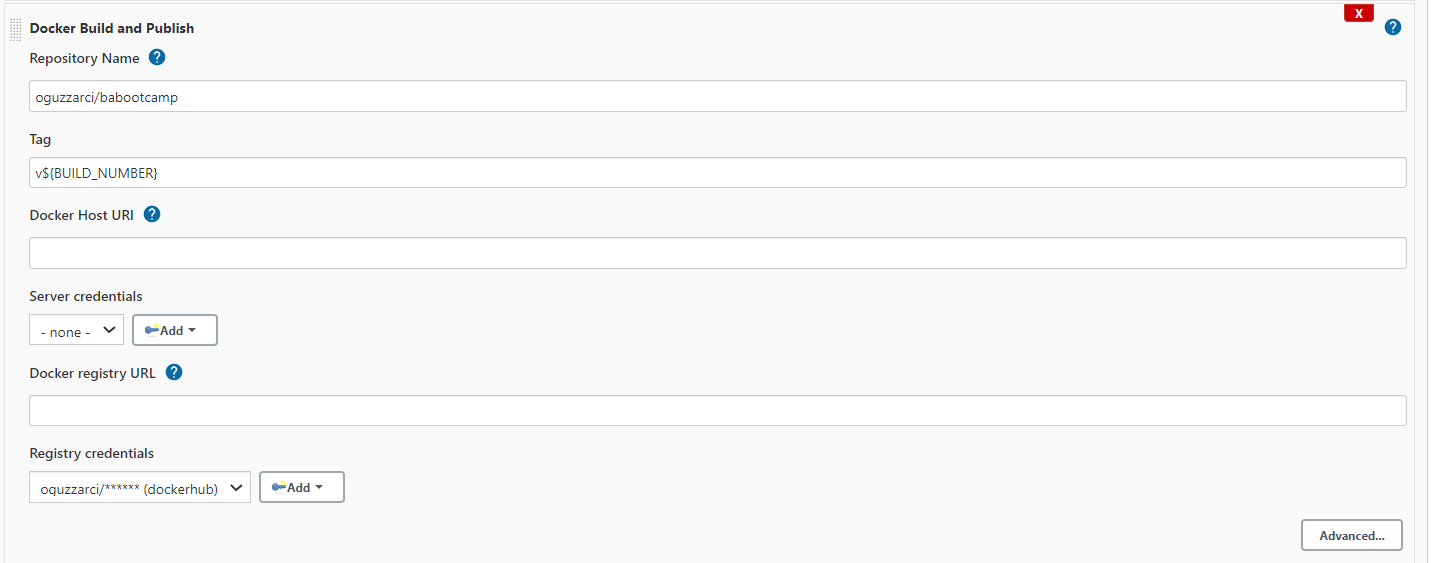 X
Docker Build and Publish
?
Repository Name ?
oguzzarci/babootcamp
Tag
v${BUILD_NUMBER}
Docker Host URI ?
Server credentials
- none - Add
Docker registry URL ?
Registry credentials
oguzzarci/****** (dockerhub) Add
Advanced...